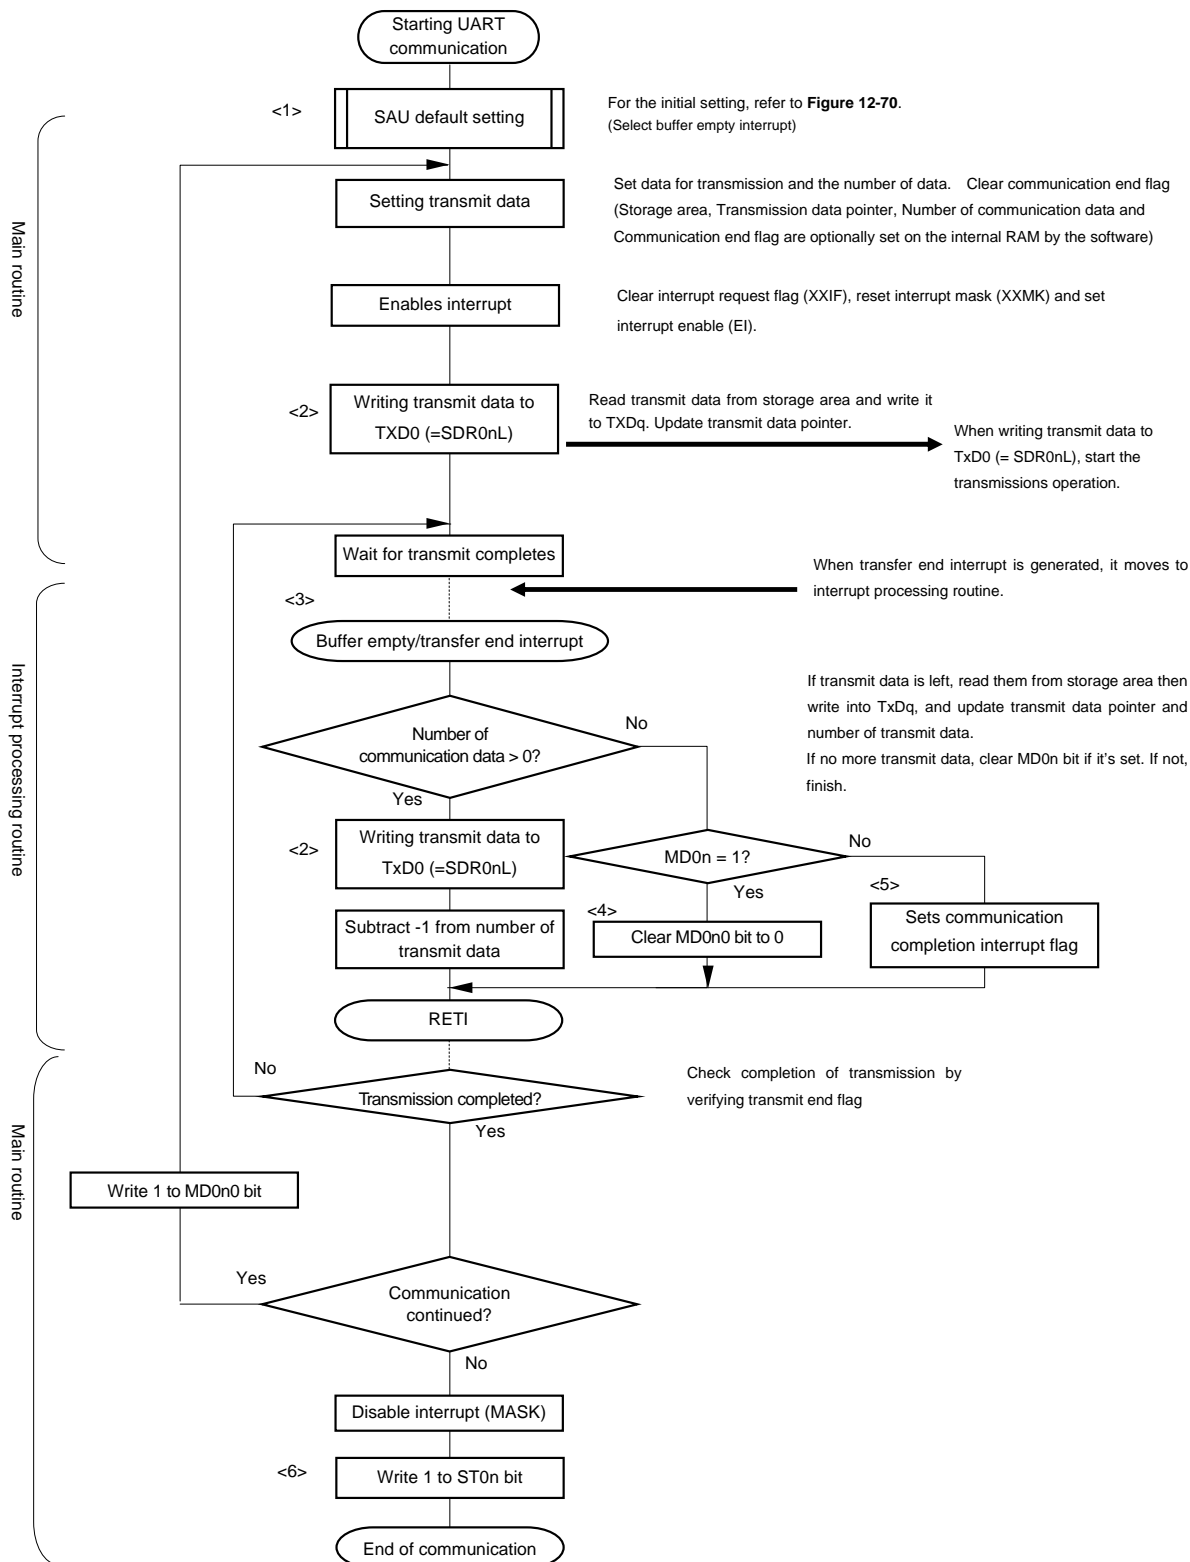 Starting UART
communication
<1>
SAU default setting
For the initial setting, refer to Figure 12-70.
(Select buffer empty interrupt)
Main routine
Setting transmit data
Set data for transmission and the number of data. Clear communication end flag
(Storage area, Transmission data pointer, Number of communication data and
Communication end flag are optionally set on the internal RAM by the software)
Enables interrupt
Clear interrupt request flag (XXIF), reset interrupt mask (XXMK) and set
interrupt enable (EI).
<2>
Writing transmit data to
TXD0 (=SDR0nL)
Read transmit data from storage area and write it
to TXDq. Update transmit data pointer.
When writing transmit data to
TxD0 (= SDR0nL), start the
transmissions operation.
Wait for transmit completes
When transfer end interrupt is generated, it moves to
interrupt processing routine.
<3>
Buffer empty/transfer end interrupt
Interrupt processing routine
If transmit data is left, read them from storage area then
write into TxDq, and update transmit data pointer and
number of transmit data.
If no more transmit data, clear MD0n bit if it's set. If not,
finish.
Number of
communication data > 0?
No
Yes
<2>
Writing transmit data to
TxD0 (=SDR0nL)
MD0n = 1?
No
Yes
<4>
<5>
Subtract -1 from number of
transmit data
Clear MD0n0 bit to 0
Sets communication
completion interrupt flag
RETI
No
Transmission completed?
Yes
Check completion of transmission by
verifying transmit end flag
Main routine
Write 1 to MD0n0 bit
Yes
Communication
continued?
No
Disable interrupt (MASK)
<6>
Write 1 to ST0n bit
End of communication